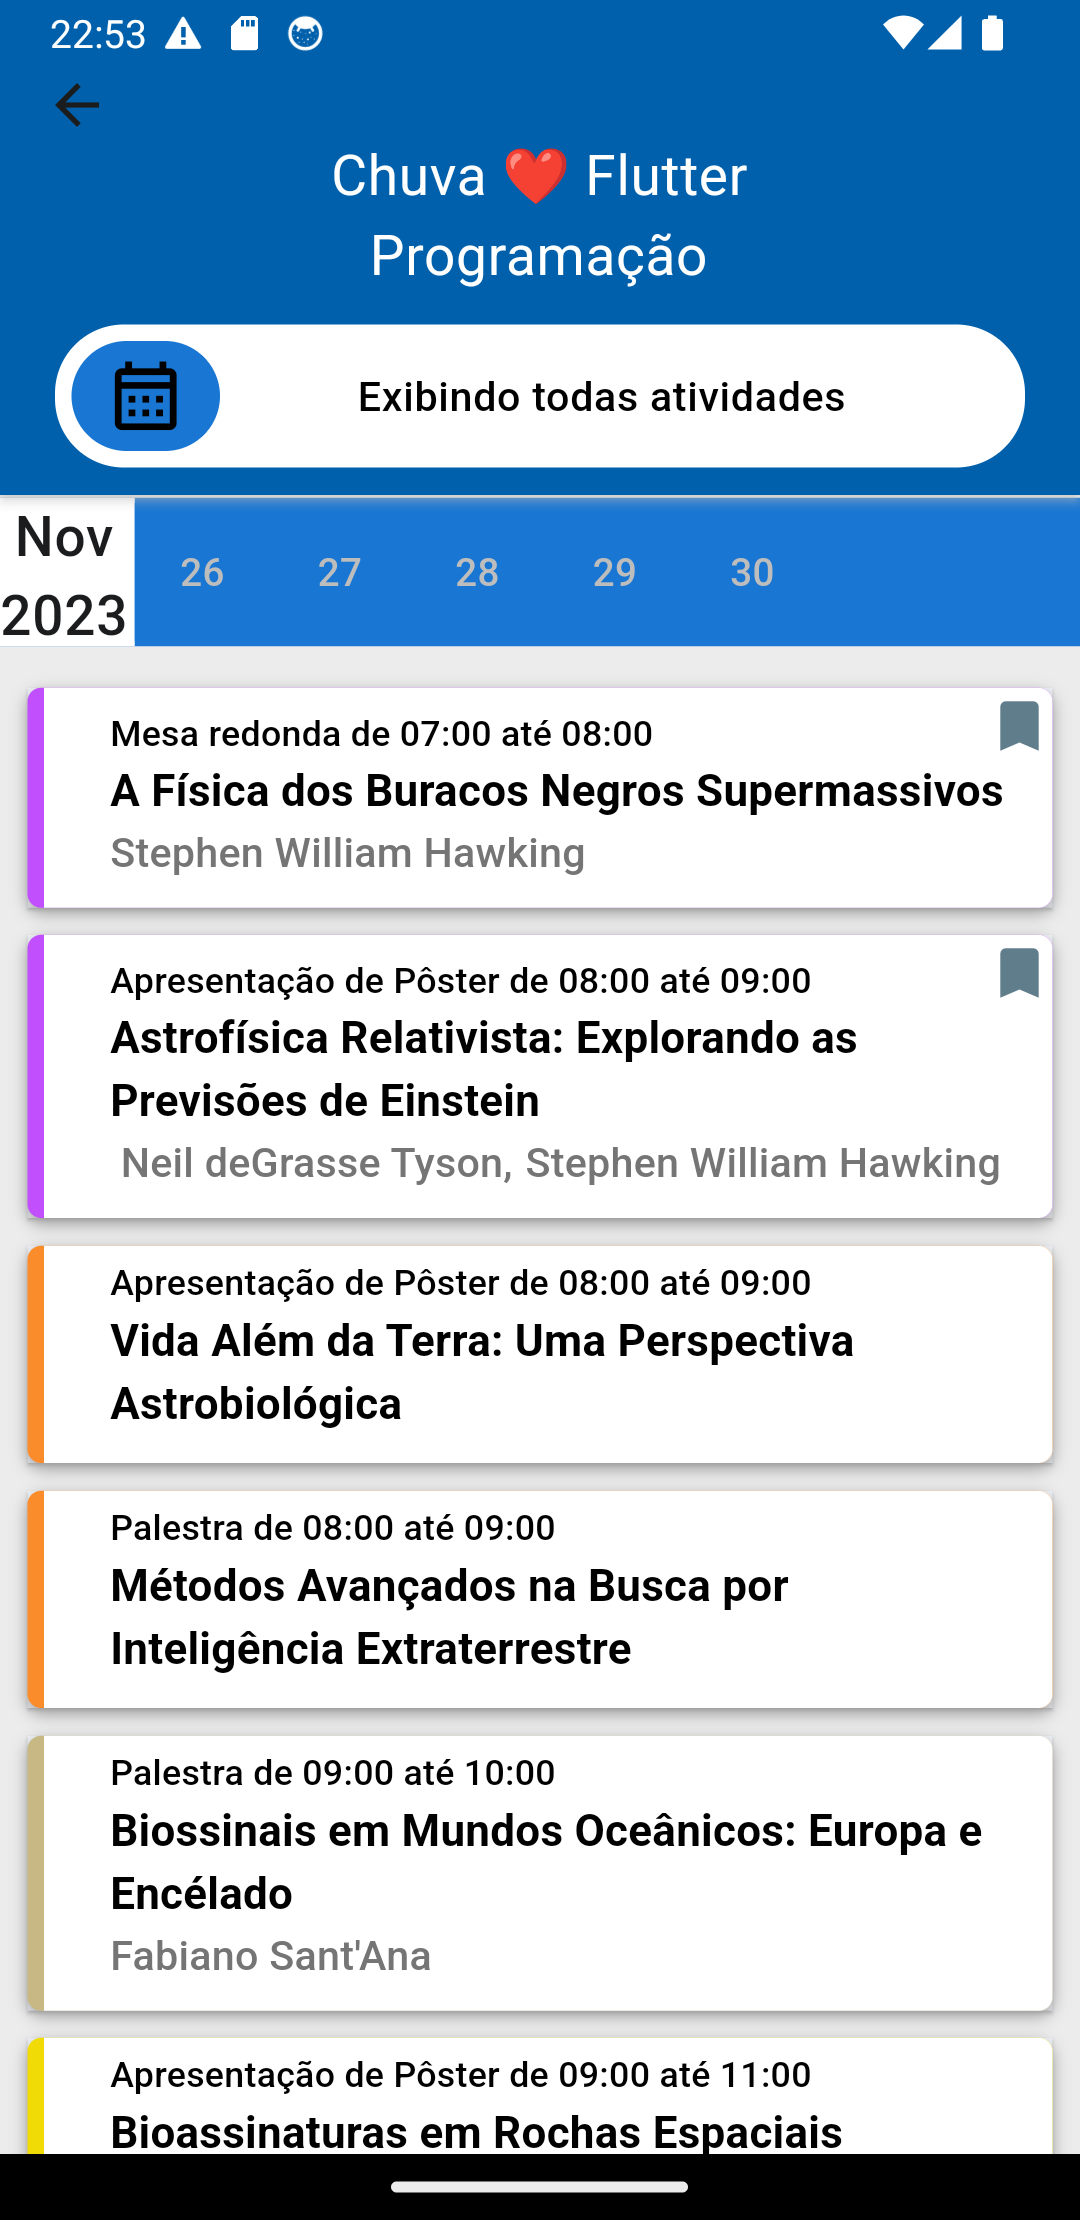 22:53
Chuva ❤️ Flutter
Programação
Exibindo todas atividades
Nov
2023
26 27 28 29 30
Mesa redonda de 07:00 até 08:00
A Física dos Buracos Negros Supermassivos
Stephen William Hawking
Apresentação de Pôster de 08:00 até 09:00
Astrofísica Relativista: Explorando as
Previsões de Einstein
Neil deGrasse Tyson, Stephen William Hawking
Apresentação de Pôster de 08:00 até 09:00
Vida Além da Terra: Uma Perspectiva
Astrobiológica
Palestra de 08:00 até 09:00
Métodos Avançados na Busca por
Inteligência Extraterrestre
Palestra de 09:00 até 10:00
Biossinais em Mundos Oceânicos: Europa e
Encélado
Fabiano Sant'Ana
Apresentação de Pôster de 09:00 até 11:00
Bioassinaturas em Rochas Espaciais